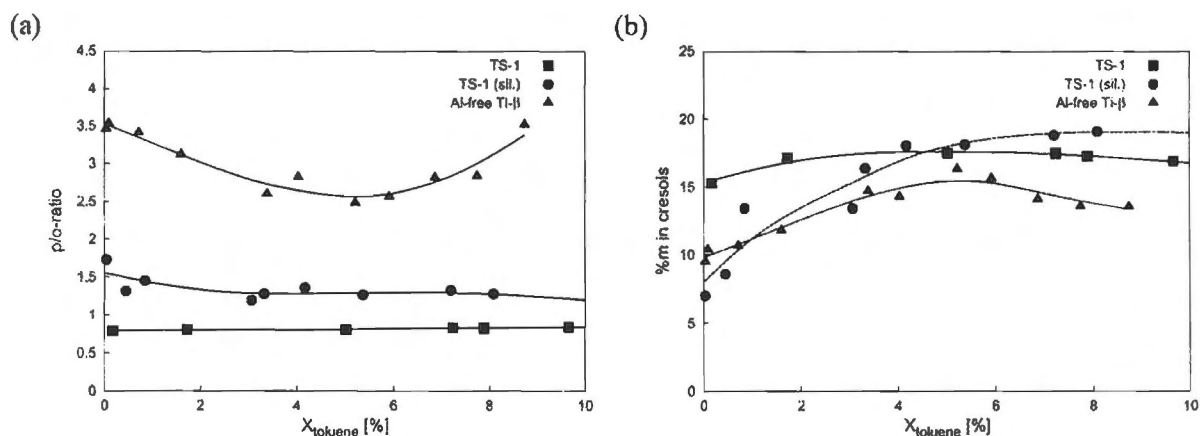 (a)
4.5
4
3.5
3
2.5
2
1.5
1
0.5
0
p/o-ratio
TS-1
TS-1 (sil.)
Al-free Ti-β
0 2 4 6 8 10
Xtoluene [%]
(b)
25
20
15
10
5
0
%m in cresols
TS-1
TS-1 (sil.)
Al-free Ti-β
0 2 4 6 8 10
Xtoluene [%]